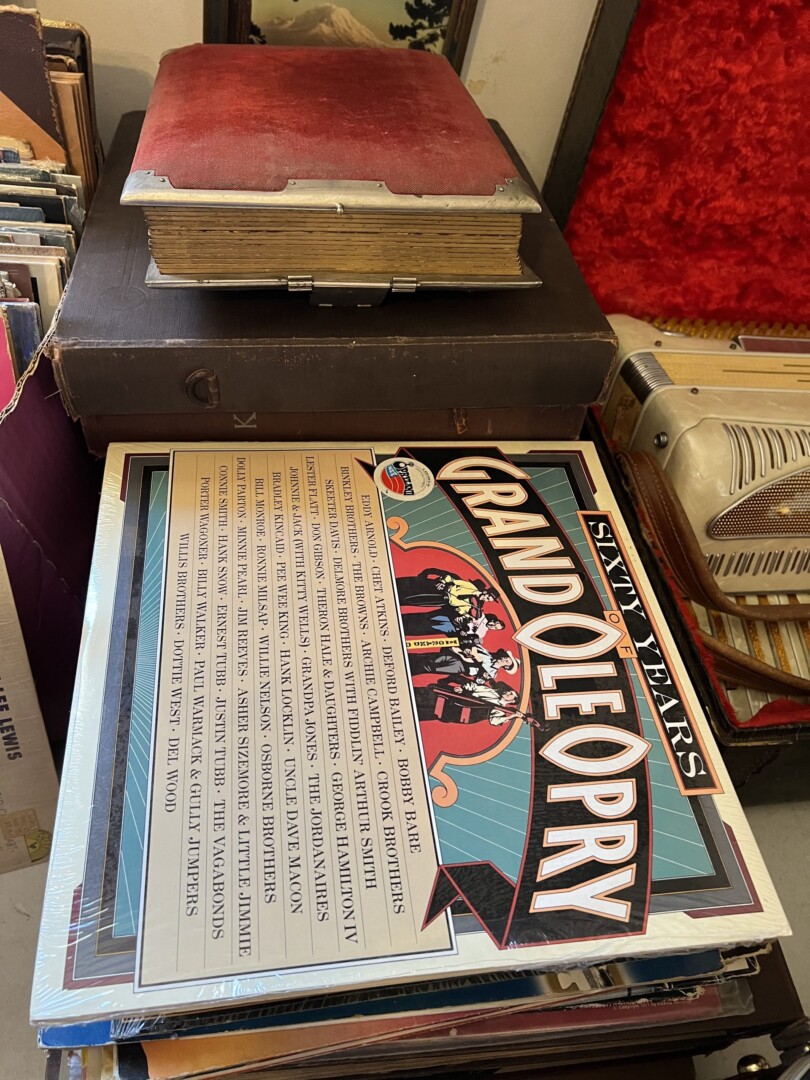 SIXTY YEARS
OF
GRAND OLE OPRY
EDDY ARNOLD · CHET ATKINS · DEFORD BAILEY · BOBBY BARE
BINKLEY BROTHERS · THE BROWNS · ARCHIE CAMPBELL · CROOK BROTHERS
SKEETER DAVIS · DELMORE BROTHERS WITH FIDDLIN' ARTHUR SMITH
LESTER FLATT · DON GIBSON · THERON HALE & DAUGHTERS · GEORGE HAMILTON IV
JOHNNIE & JACK (WITH KITTY WELLS) · GRANDPA JONES · THE JORDANAIRES
BRADLEY KINCAID · PEE WEE KING · HANK LOCKLIN · UNCLE DAVE MACON
BILL MONROE · RONNIE MILSAP · WILLIE NELSON · OSBORNE BROTHERS
DOLLY PARTON · MINNIE PEARL · JIM REEVES · ASHER SIZEMORE & LITTLE JIMMIE
CONNIE SMITH · HANK SNOW · ERNEST TUBB · JUSTIN TUBB · THE VAGABONDS
PORTER WAGONER · BILLY WALKER · PAUL WARMACK & GULLY JUMPERS
WILLIS BROTHERS · DOTTIE WEST · DEL WOOD
K
LEWIS